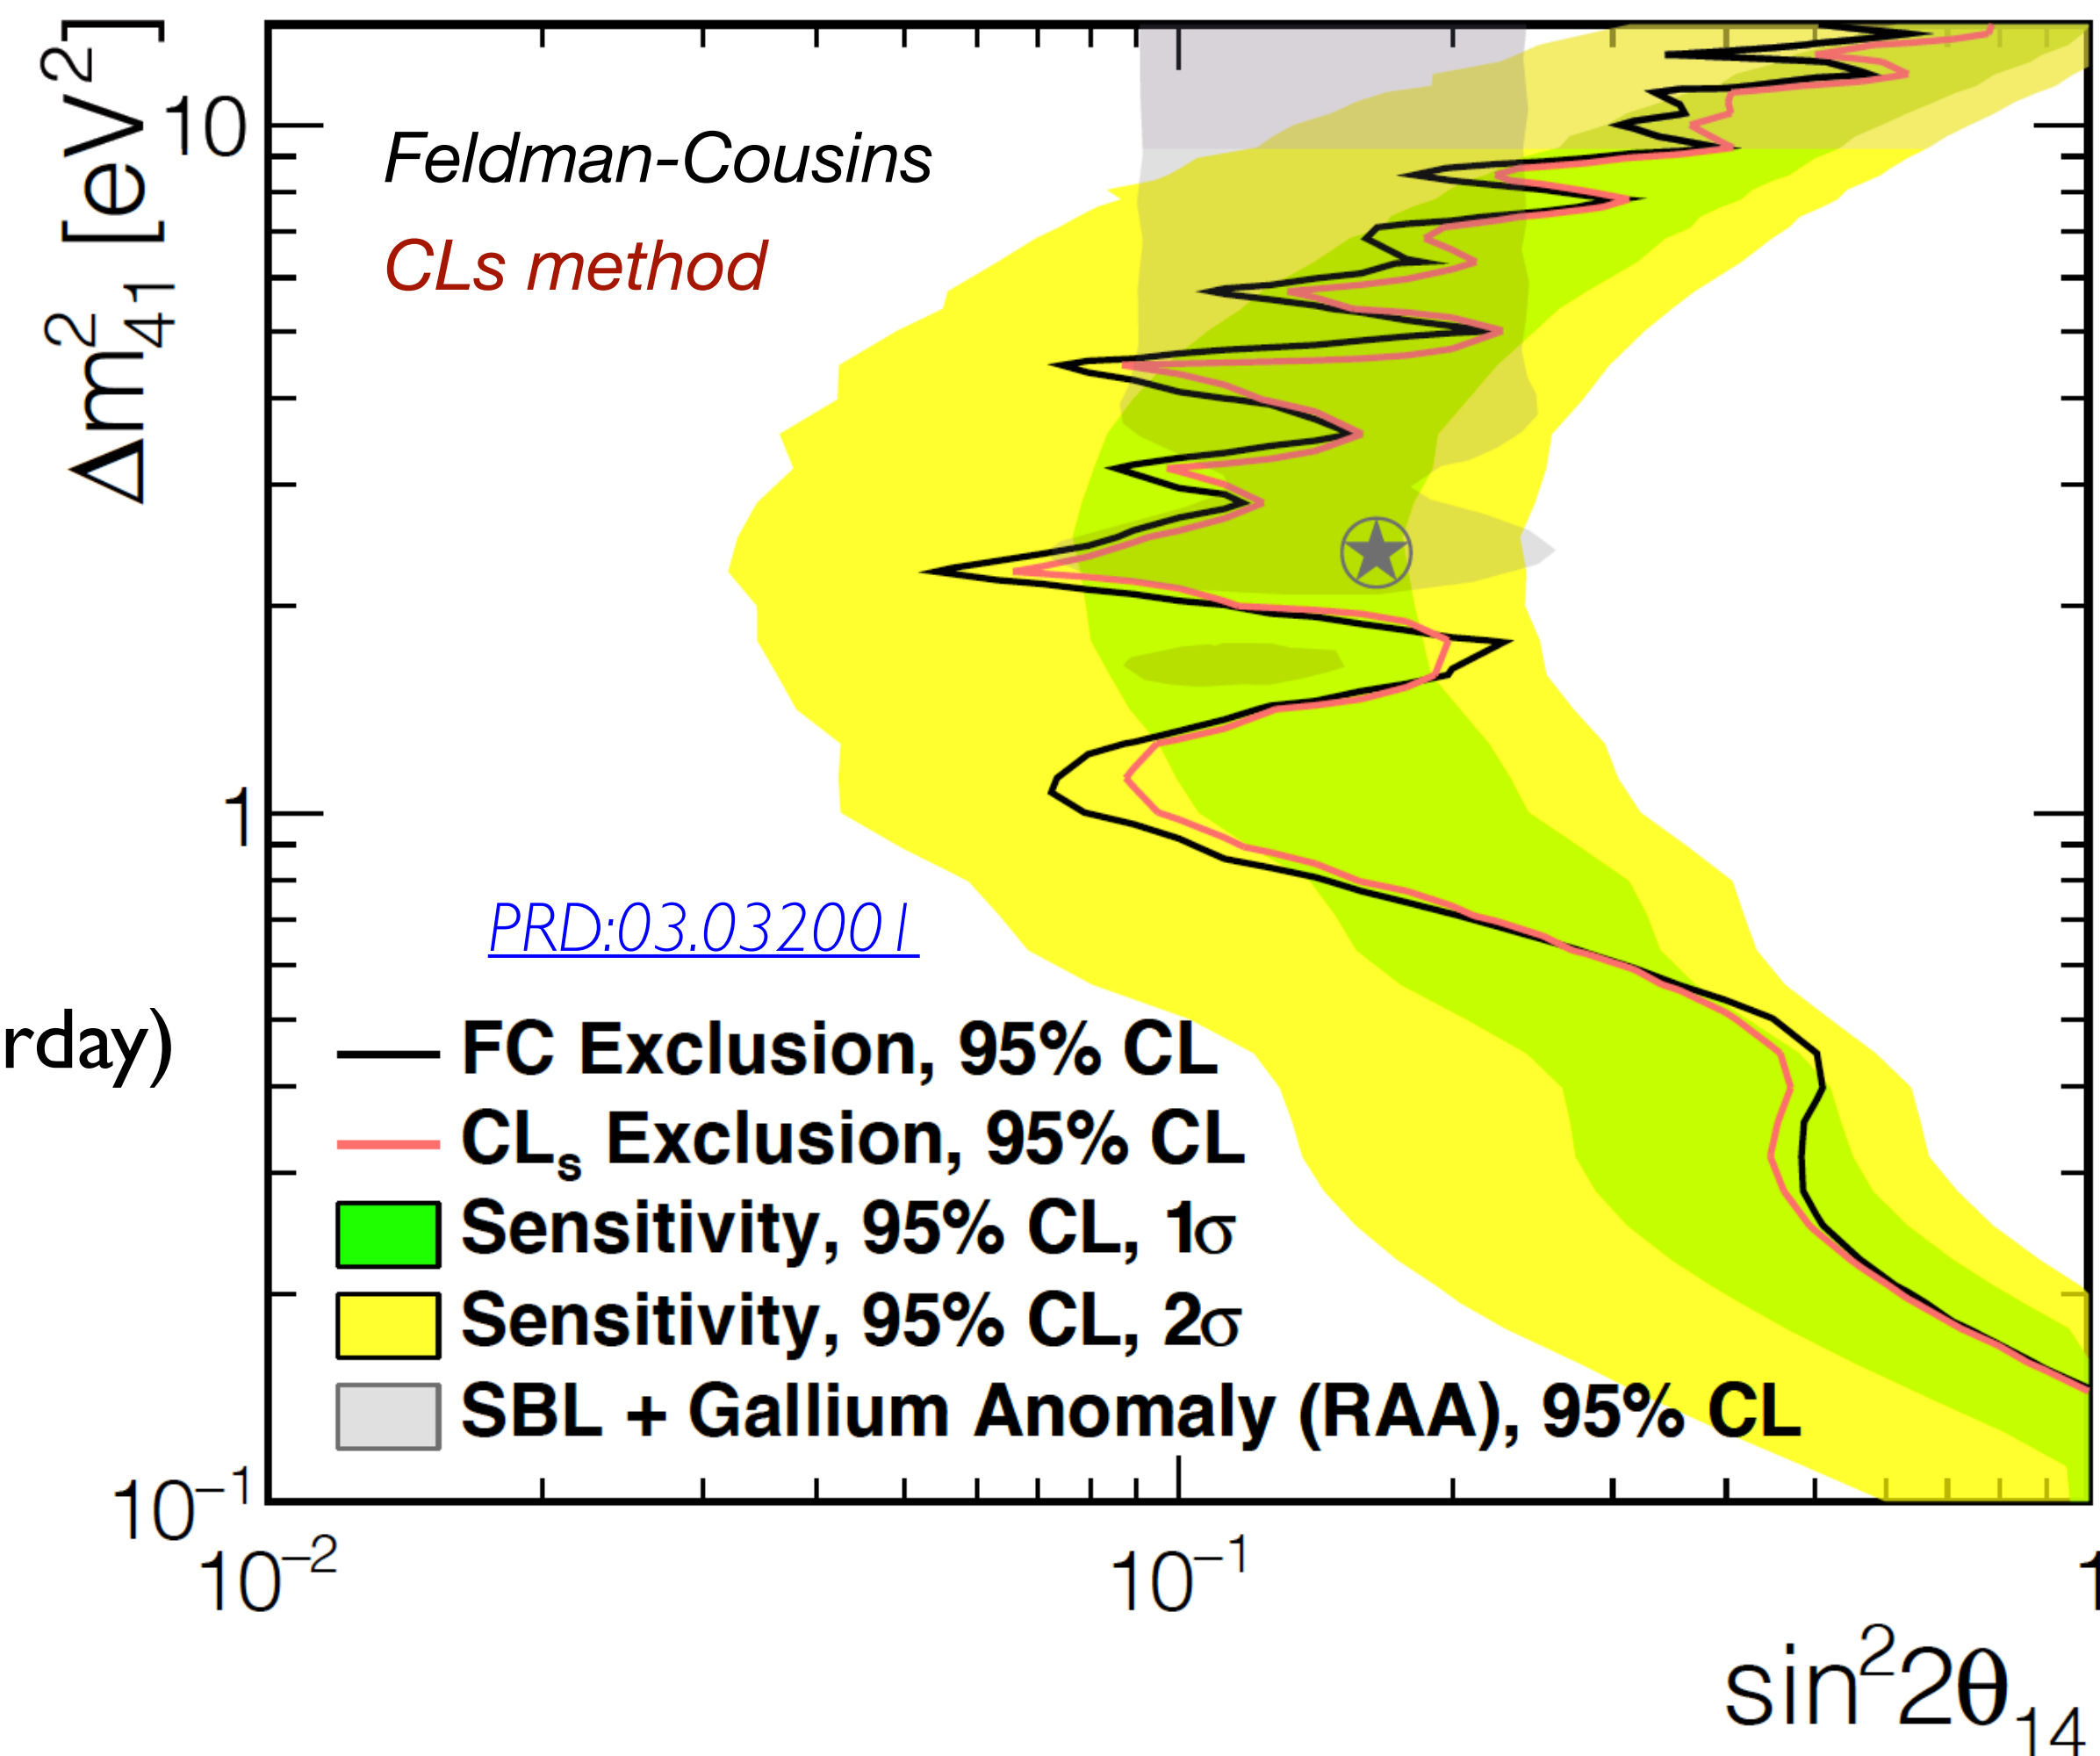 Δm²₄₁ [eV²]
10
Feldman-Cousins
CLs method
1
PRD:03.032001
rday)
FC Exclusion, 95% CL
CLₛ Exclusion, 95% CL
Sensitivity, 95% CL, 1σ
Sensitivity, 95% CL, 2σ
SBL + Gallium Anomaly (RAA), 95% CL
10⁻¹
10⁻² 10⁻¹ 1
sin²2θ₁₄